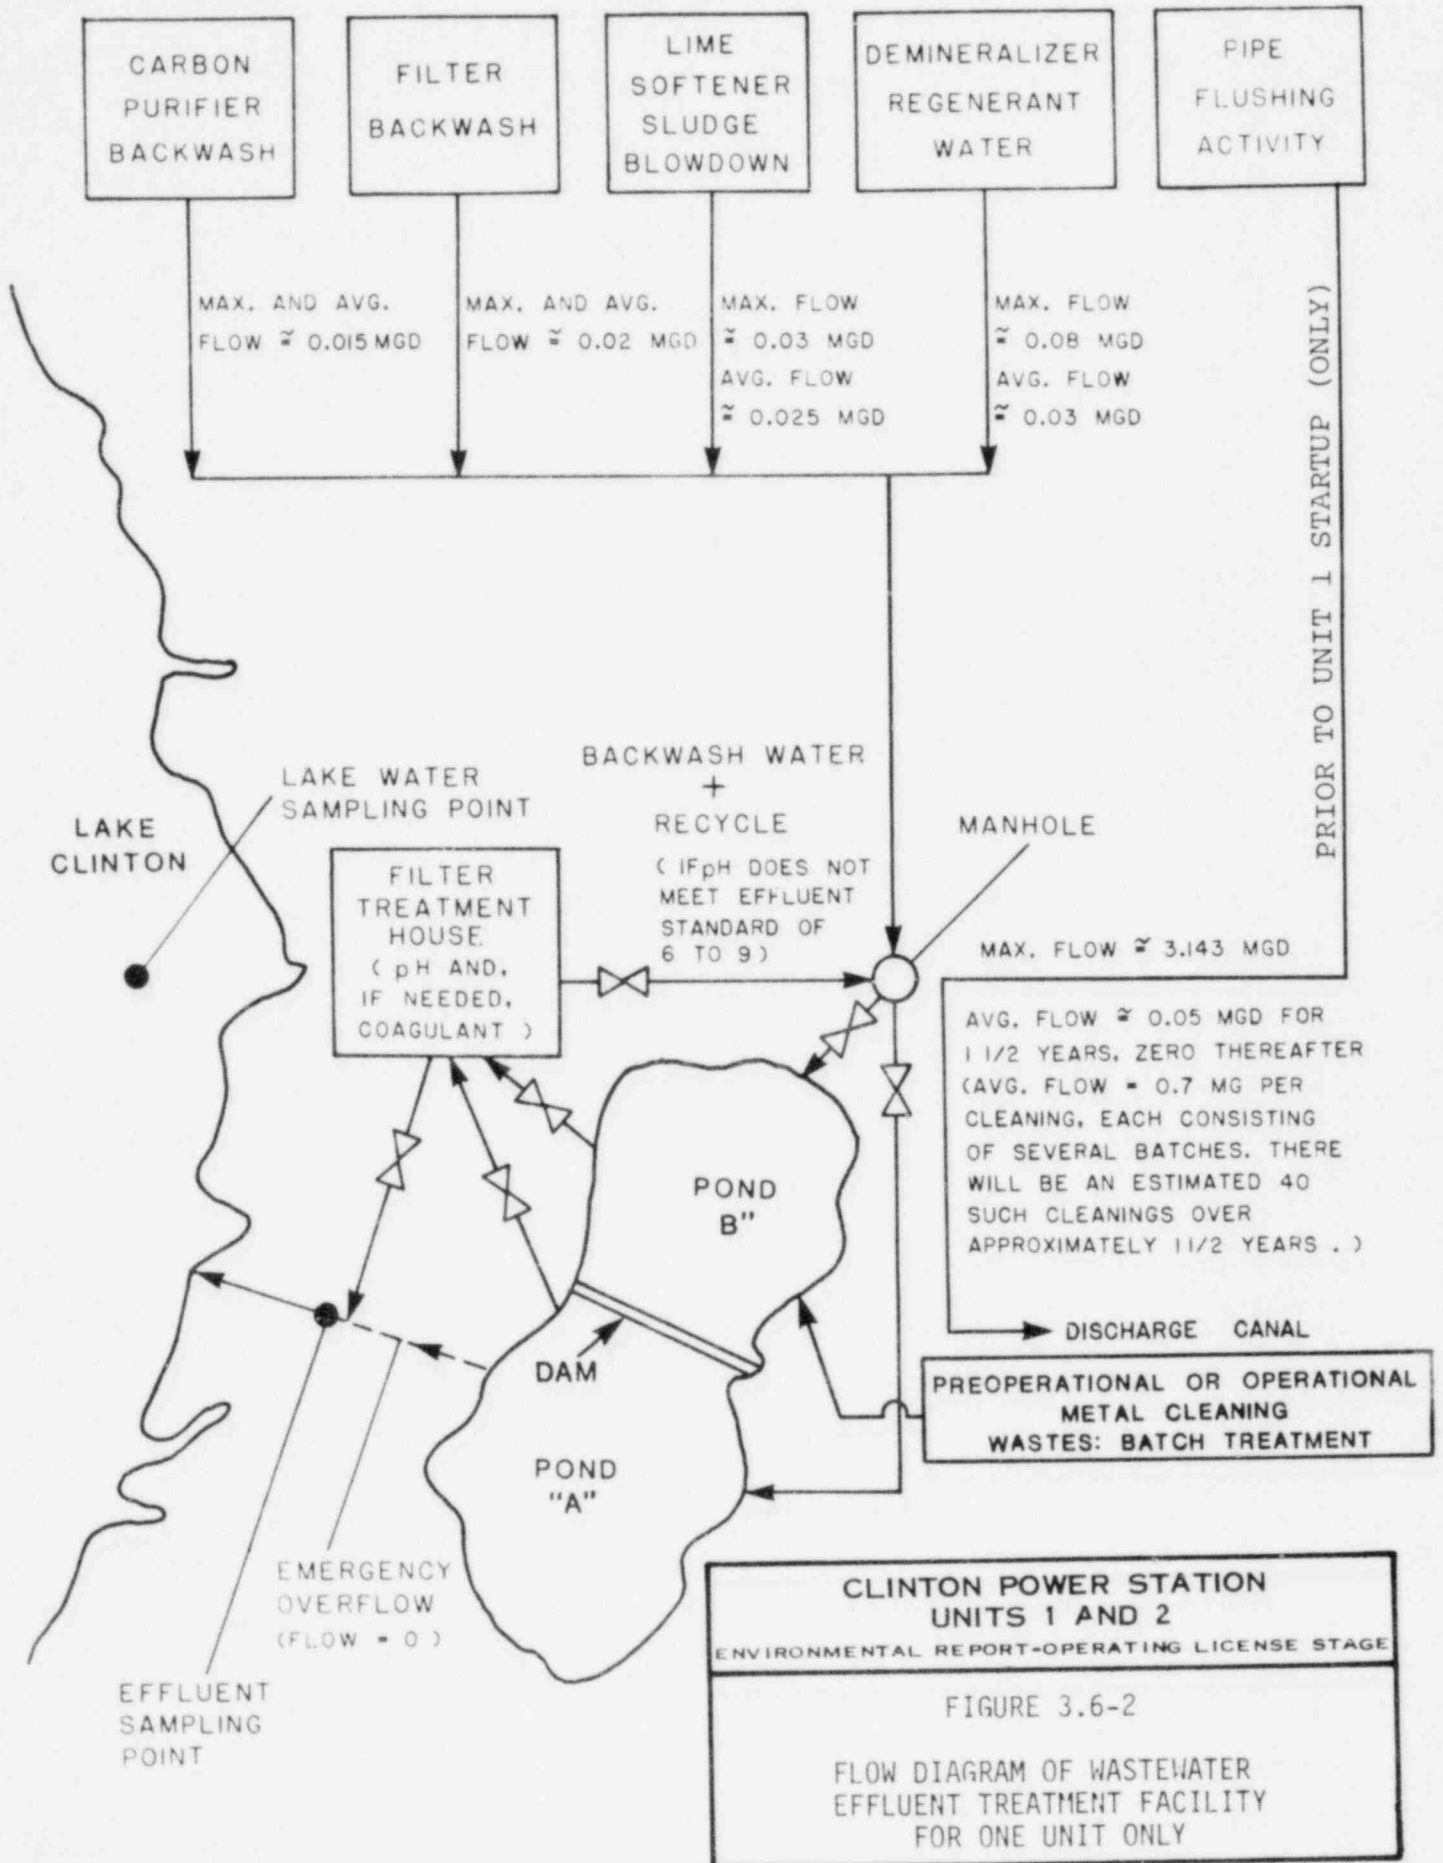 CARBON
PURIFIER
BACKWASH
FILTER
BACKWASH
LIME
SOFTENER
SLUDGE
BLOWDOWN
DEMINERALIZER
REGENERANT
WATER
PIPE
FLUSHING
ACTIVITY
MAX. AND AVG.
FLOW ≅ 0.015 MGD
MAX. AND AVG.
FLOW ≅ 0.02 MGD
MAX. FLOW
≅ 0.03 MGD
AVG. FLOW
≅ 0.025 MGD
MAX. FLOW
≅ 0.08 MGD
AVG. FLOW
≅ 0.03 MGD
PRIOR TO UNIT 1 STARTUP (ONLY)
LAKE WATER
SAMPLING POINT
LAKE
CLINTON
BACKWASH WATER
+
RECYCLE
( IF pH DOES NOT
MEET EFFLUENT
STANDARD OF
6 TO 9 )
MANHOLE
FILTER
TREATMENT
HOUSE
( pH AND,
IF NEEDED,
COAGULANT )
MAX. FLOW ≅ 3.143 MGD
AVG. FLOW ≅ 0.05 MGD FOR
1 1/2 YEARS, ZERO THEREAFTER
(AVG. FLOW = 0.7 MG PER
CLEANING, EACH CONSISTING
OF SEVERAL BATCHES. THERE
WILL BE AN ESTIMATED 40
SUCH CLEANINGS OVER
APPROXIMATELY 1 1/2 YEARS . )
POND
B"
DISCHARGE CANAL
DAM
PREOPERATIONAL OR OPERATIONAL
METAL CLEANING
WASTES: BATCH TREATMENT
POND
"A"
EMERGENCY
OVERFLOW
(FLOW = 0 )
EFFLUENT
SAMPLING
POINT
CLINTON POWER STATION
UNITS 1 AND 2
ENVIRONMENTAL REPORT-OPERATING LICENSE STAGE
FIGURE 3.6-2
FLOW DIAGRAM OF WASTEWATER
EFFLUENT TREATMENT FACILITY
FOR ONE UNIT ONLY